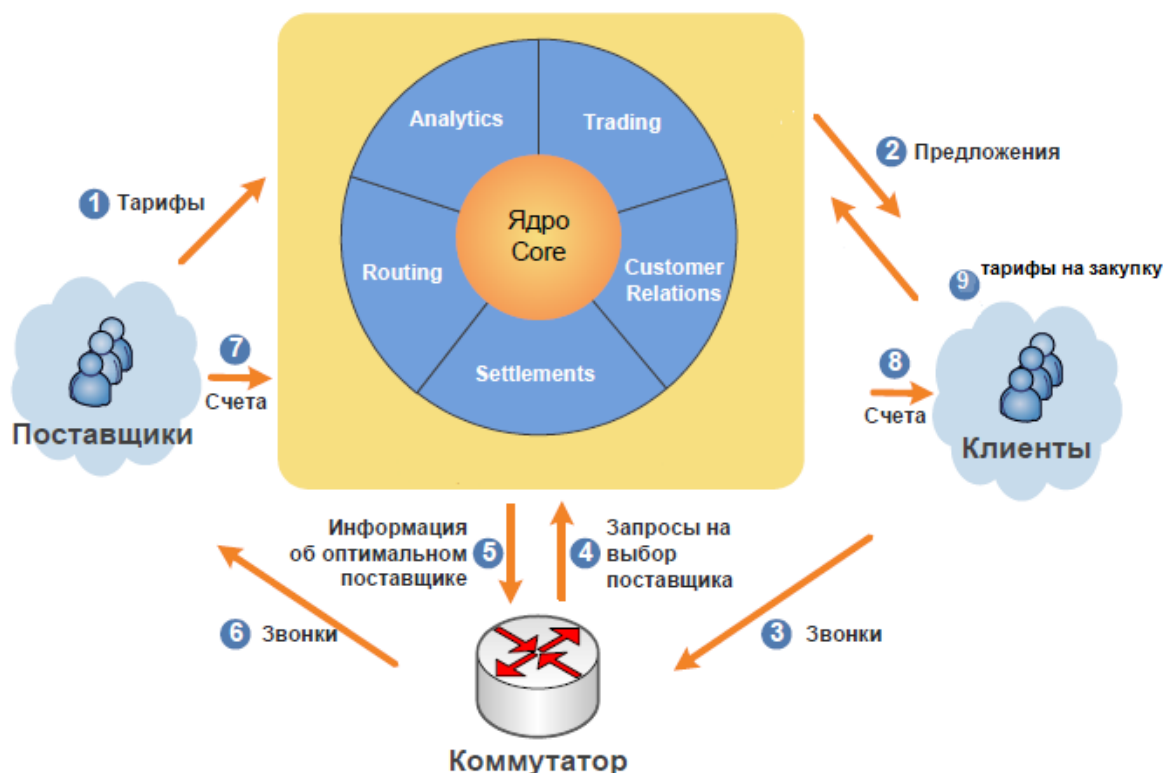 Analytics
Trading
2 Предложения
1 Тарифы
Ядро
Core
Routing
Customer
Relations
9 тарифы на закупку
7
Счета
Settlements
8
Счета
Поставщики
Клиенты
Информация
об оптимальном
поставщике
5
4
Запросы на
выбор
поставщика
6 Звонки
3 Звонки
Коммутатор